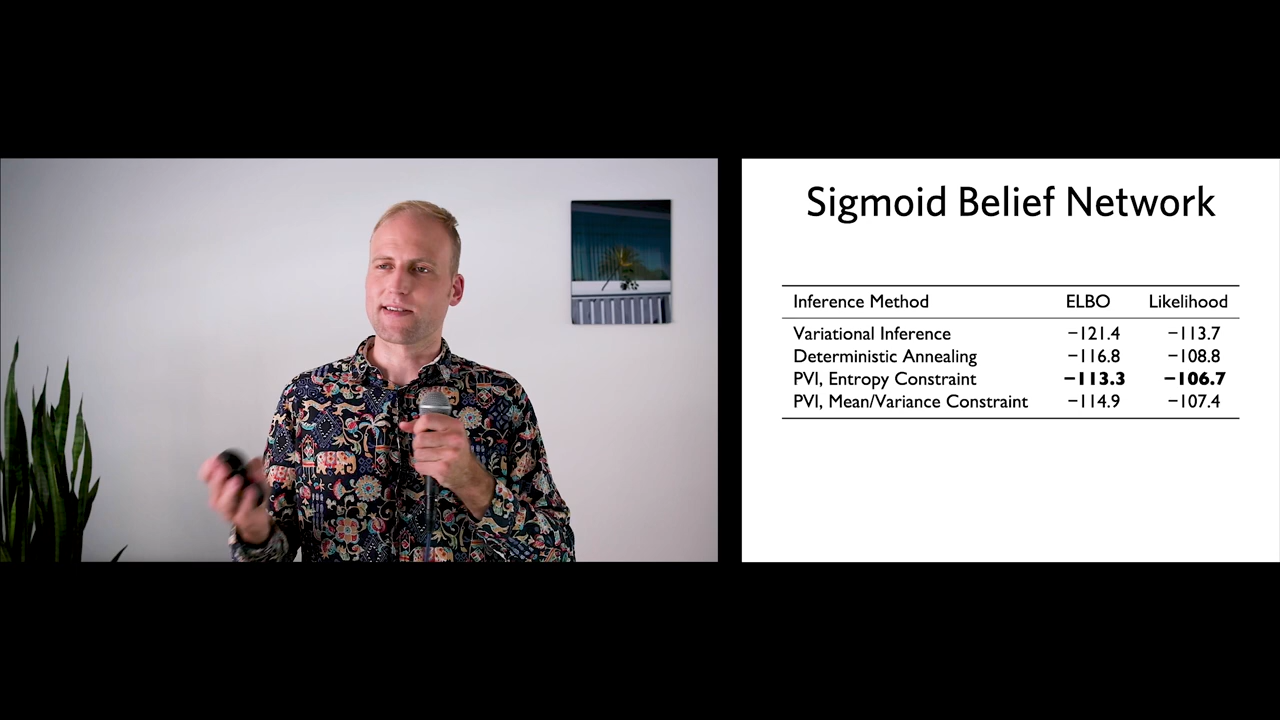 Sigmoid Belief Network
Inference Method ELBO Likelihood
Variational Inference −121.4 −113.7
Deterministic Annealing −116.8 −108.8
PVI, Entropy Constraint −113.3 −106.7
PVI, Mean/Variance Constraint −114.9 −107.4